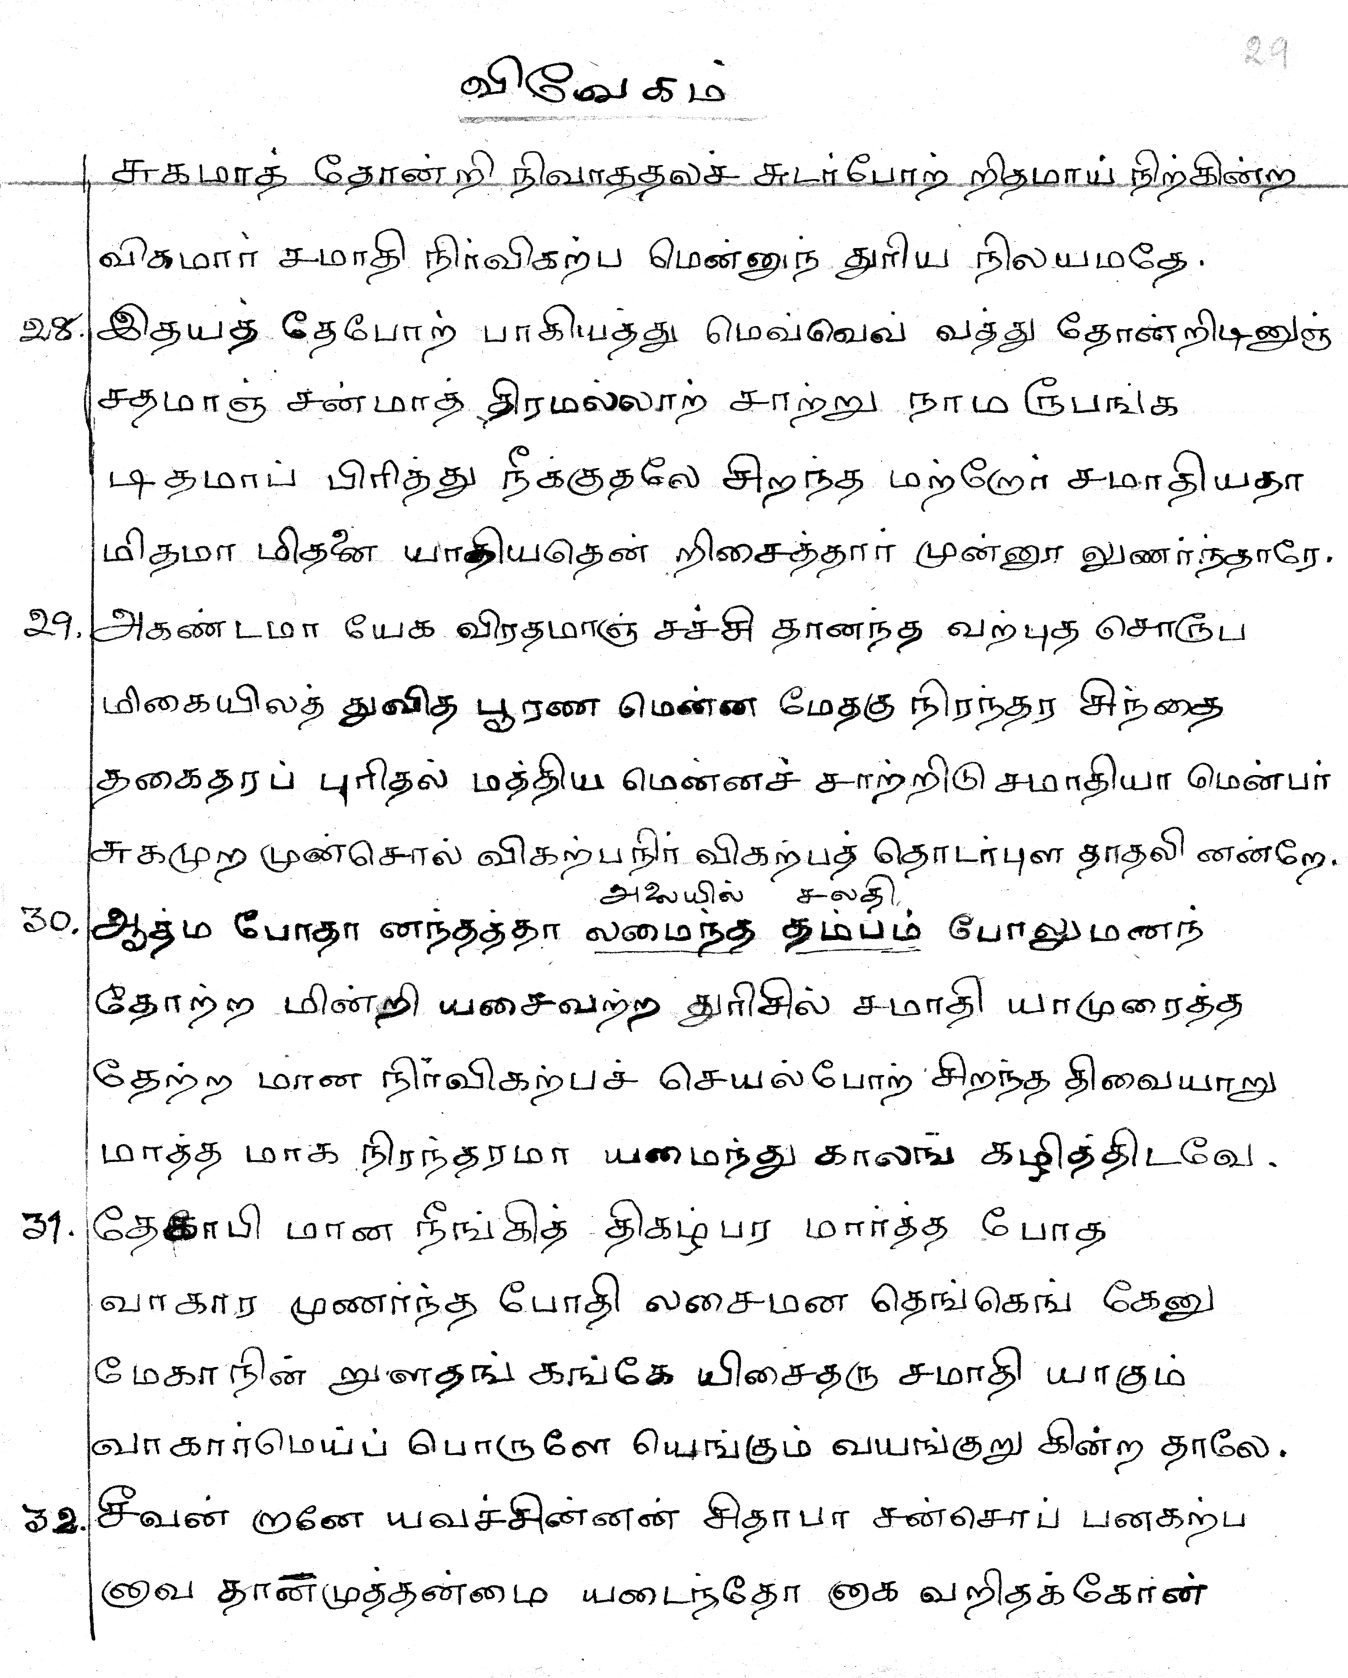 29
விவேகம்
சுகமாத் தோன்றி நிவாததலச் சுடர்போற் றிதமாய் நிற்கின்ற
விகமார் சமாதி நிர்விகற்ப மென்னுந் துரிய நிலயமதே.
28. இதயத் தேபோற் பாகியத்து மெவ்வெவ் வத்து தோன்றிடினுஞ்
சதமாஞ் சன்மாத் திரமல்லாற் சாற்று நாம ரூபங்க
டிதமாப் பிரித்து நீக்குதலே சிறந்த மற்றோர் சமாதியதா
மிதமா மிதனை யாதியதென் றிசைத்தார் முன்னூ லுணர்ந்தாரே.
29. அகண்டமா யேக விரதமாஞ் சச்சி தானந்த வற்புத சொரூப
மிகையிலத் துவித பூரண மென்ன மேதகு நிரந்தர சிந்தை
தகைதரப் புரிதல் மத்திய மென்னச் சாற்றிடு சமாதியா மென்பர்
சுகமுற முன்சொல் விகற்பநிர் விகற்பத் தொடர்புள தாதலி னன்றே.
அலையில் சலதி
30. ஆத்ம போதா னந்தத்தா லமைந்த தம்பம் போலுமனந்
தோற்ற மின்றி யசைவற்ற துரிசில் சமாதி யாமுரைத்த
தேற்ற மான நிர்விகற்பச் செயல்போற் சிறந்த திவையாறு
மாத்த மாக நிரந்தரமா யமைந்து காலங் கழித்திடவே.
31. தேகாபி மான நீங்கித் திகழ்பர மார்த்த போத
வாகார முணர்ந்த போதி லசைமன தெங்கெங் கேனு
மேகாநின் றுளதங் கங்கே யிசைதரு சமாதி யாகும்
வாகார்மெய்ப் பொருளே யெங்கும் வயங்குறு கின்ற தாலே.
32. சீவன் றானே யவச்சின்னன் சிதாபா சன்சொப் பனகற்ப
னாவ தானமுத்தன்மை யடைந்தோ னாக வறிதக்கோன்